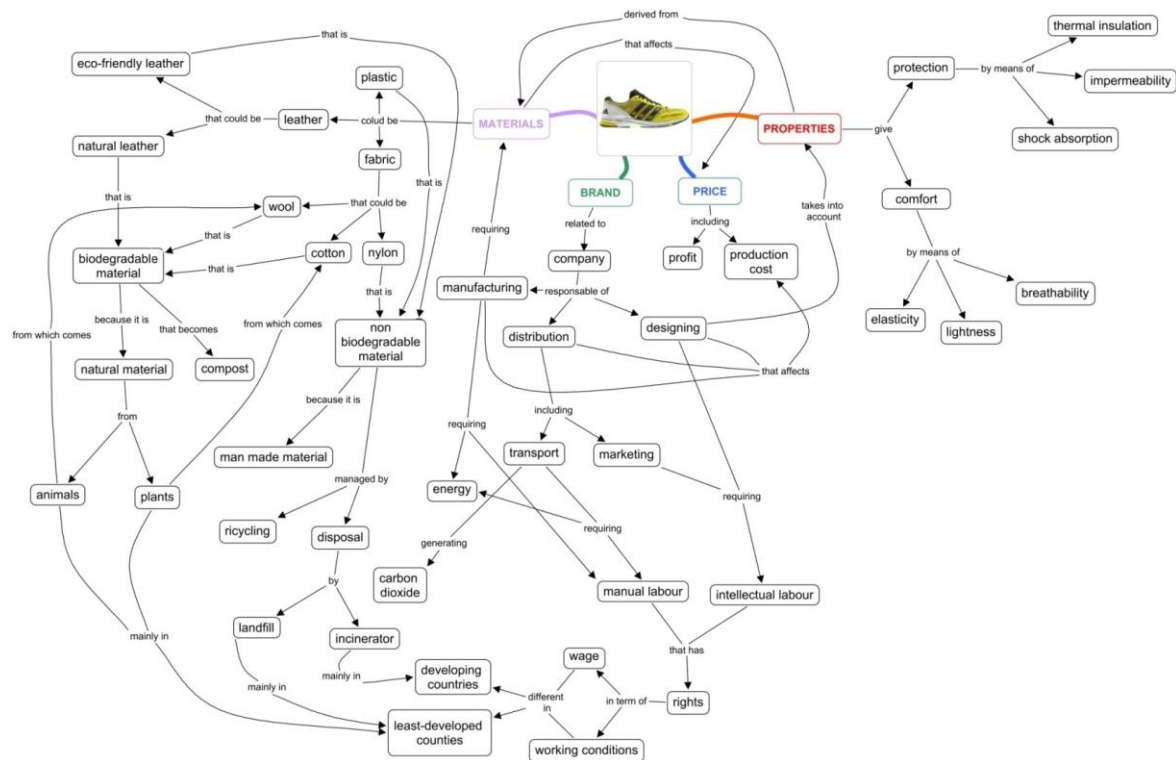 derived from
that is
that affects
eco-friendly leather
plastic
thermal insulation
protection
by means of
impermeability
that could be
leather
colud be
MATERIALS
PROPERTIES
give
shock absorption
natural leather
fabric
that is
that is
BRAND
PRICE
comfort
wool
that could be
requiring
related to
including
takes into
account
that is
biodegradable
material
that is
cotton
nylon
company
profit
production
cost
by means of
manufacturing
responsable of
breathability
because it is
that becomes
from which comes
from which comes
that is
non
biodegradable
material
distribution
designing
elasticity
lightness
natural material
compost
that affects
because it is
from
including
requiring
man made material
transport
marketing
animals
plants
managed by
energy
requiring
ricycling
disposal
generating
requiring
by
carbon
dioxide
manual labour
intellectual labour
landfill
mainly in
incinerator
that has
wage
mainly in
mainly in
developing
countries
different
in
in term of
rights
least-developed
counties
working conditions